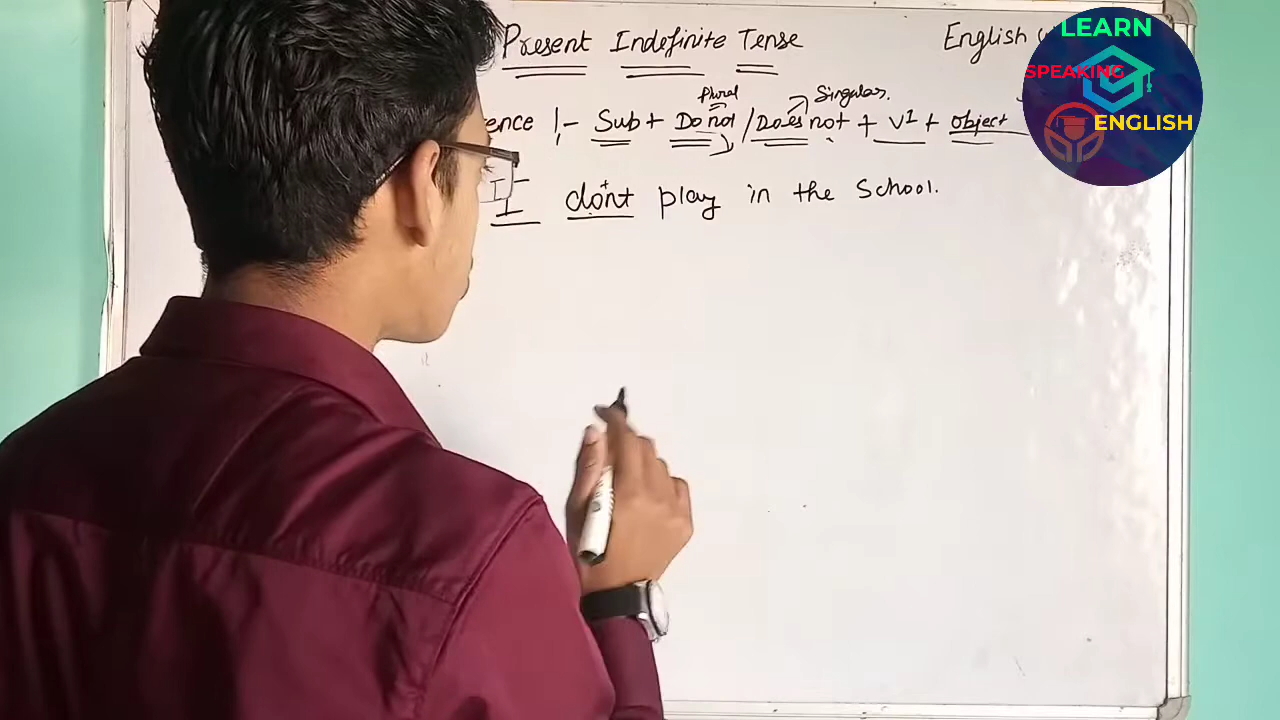 Present Indefinite Tense
English
LEARN
SPEAKING
ENGLISH
Plural
Singular.
ence :- Sub + Do not / Does not + V1 + object
I don't play in the School.